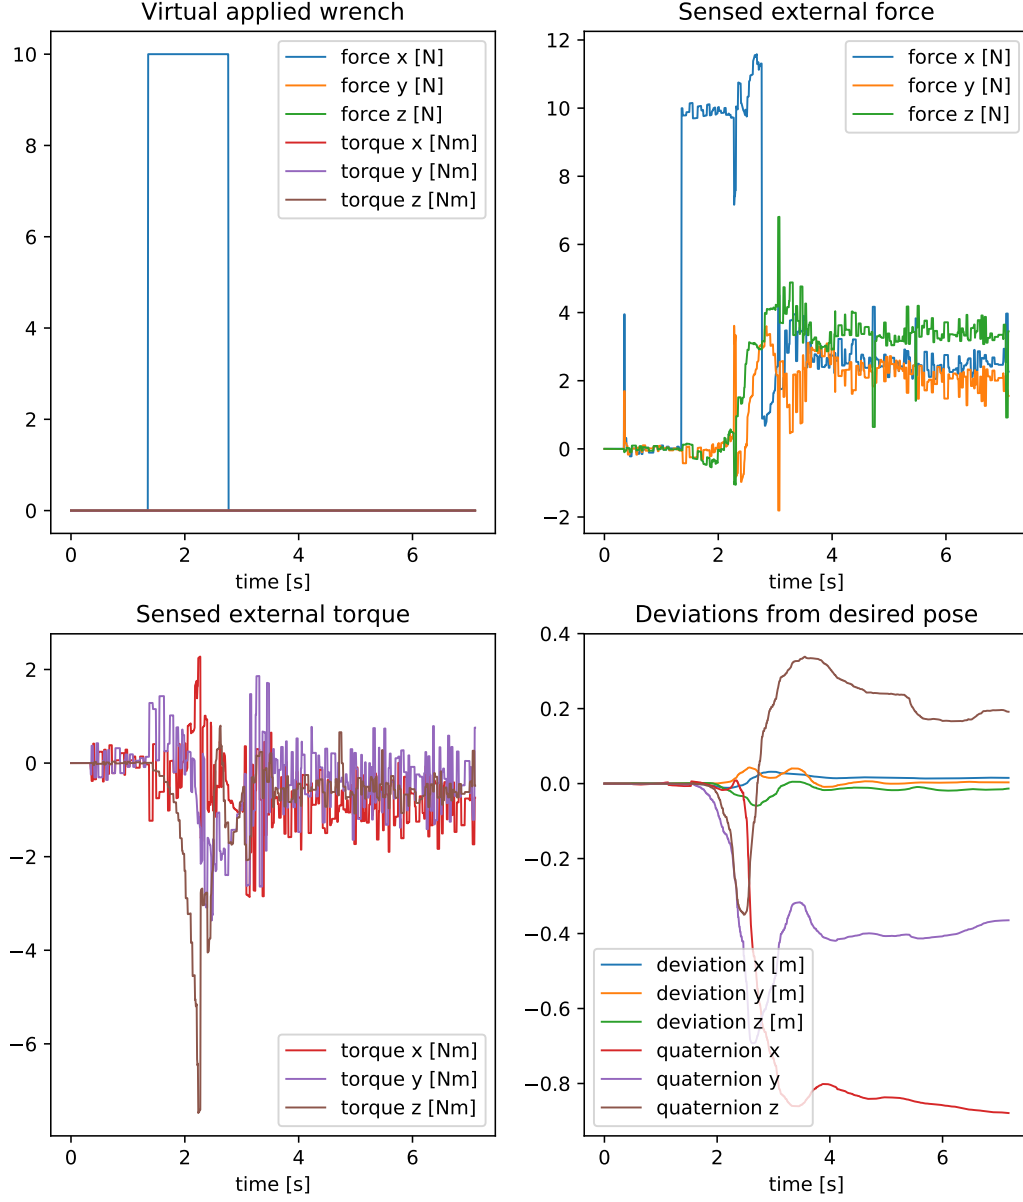 Virtual applied wrench
10
8
6
4
2
0
0
2
4
6
time [s]
force x [N]
force y [N]
force z [N]
torque x [Nm]
torque y [Nm]
torque z [Nm]
Sensed external force
12
10
8
6
4
2
0
−2
0
2
4
6
time [s]
force x [N]
force y [N]
force z [N]
Sensed external torque
2
0
−2
−4
−6
0
2
4
6
time [s]
torque x [Nm]
torque y [Nm]
torque z [Nm]
Deviations from desired pose
0.4
0.2
0.0
−0.2
−0.4
−0.6
−0.8
0
2
4
6
time [s]
deviation x [m]
deviation y [m]
deviation z [m]
quaternion x
quaternion y
quaternion z